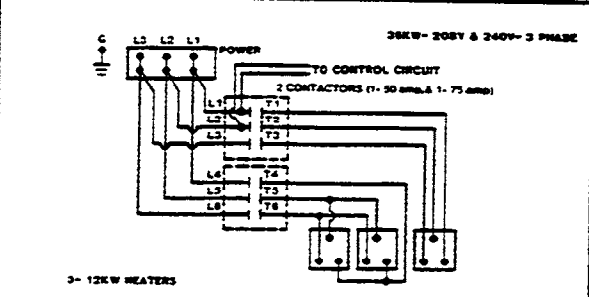 36KW- 208V & 240V- 3 PHASE
G L3 L2 L1
POWER
TO CONTROL CIRCUIT
2 CONTACTORS (1- 50 amp,& 1- 75 amp)
L1 T1
L2 T2
L3 T3
L4 T4
L5 T5
L6 T6
3- 12KW HEATERS